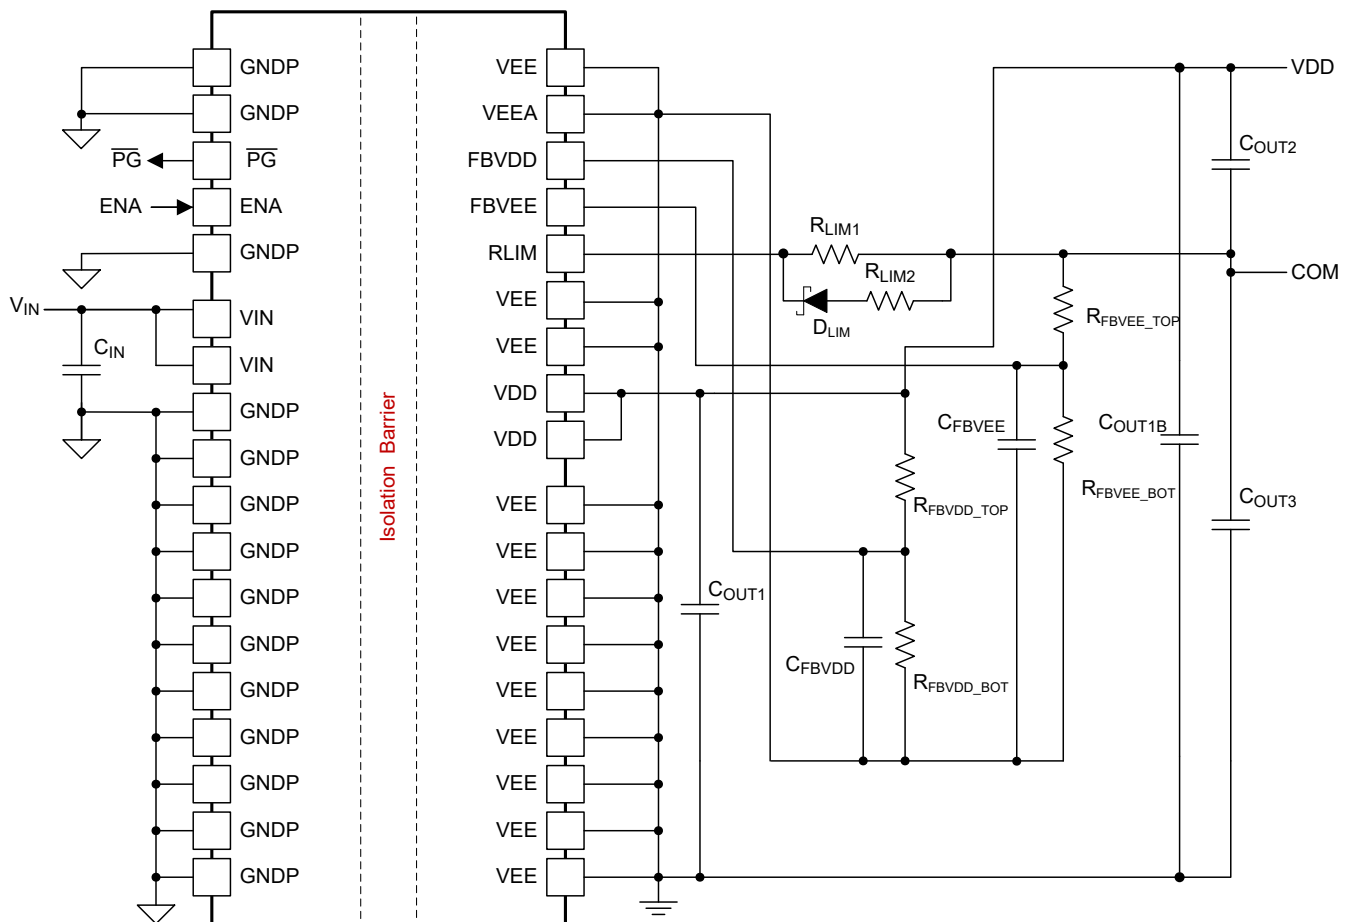 GNDP
VEE
VDD
GNDP
VEEA
PG
PG
FBVDD
COUT2
ENA
ENA
FBVEE
GNDP
RLIM
RLIM1
RLIM2
COM
DLIM
RFBVEE_TOP
VIN
VIN
VEE
CIN
VIN
VEE
GNDP
VDD
Isolation Barrier
GNDP
VDD
CFBVEE
COUT1B
RFBVEE_BOT
GNDP
VEE
RFBVDD_TOP
COUT3
GNDP
VEE
GNDP
VEE
COUT1
GNDP
VEE
CFBVDD
RFBVDD_BOT
GNDP
VEE
GNDP
VEE
GNDP
VEE
GNDP
VEE
GNDP
VEE